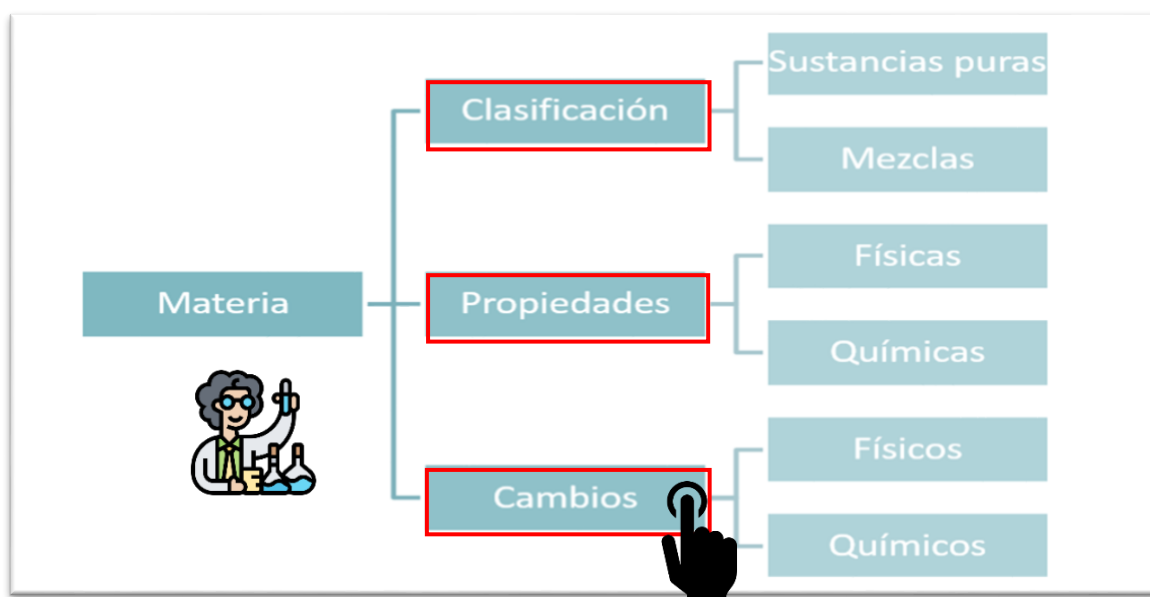 Materia
Clasificación
Sustancias puras
Mezclas
Propiedades
Físicas
Químicas
Cambios
Físicos
Químicos